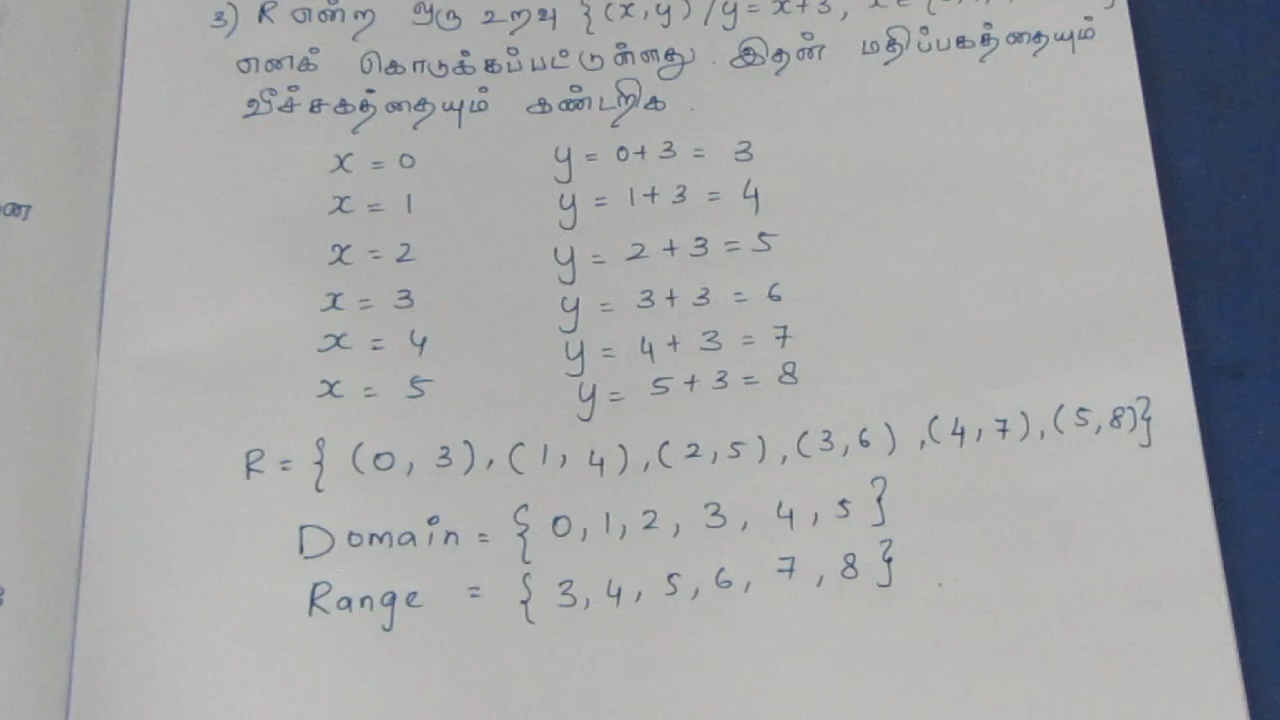 3) R என்ற ஒரு உறவு {(x,y) / y = x+3,
எனக் கொடுக்கப்பட்டுள்ளது. இதன் மதிப்பகத்தையும்
வீச்சகத்தையும் கண்டறிக.
x = 0 y = 0+3 = 3
x = 1 y = 1+3 = 4
x = 2 y = 2+3 = 5
x = 3 y = 3+3 = 6
x = 4 y = 4+3 = 7
x = 5 y = 5+3 = 8
R = { (0, 3), (1, 4), (2, 5), (3, 6), (4, 7), (5, 8)}
Domain = { 0, 1, 2, 3, 4, 5 }
Range = { 3, 4, 5, 6, 7, 8 }